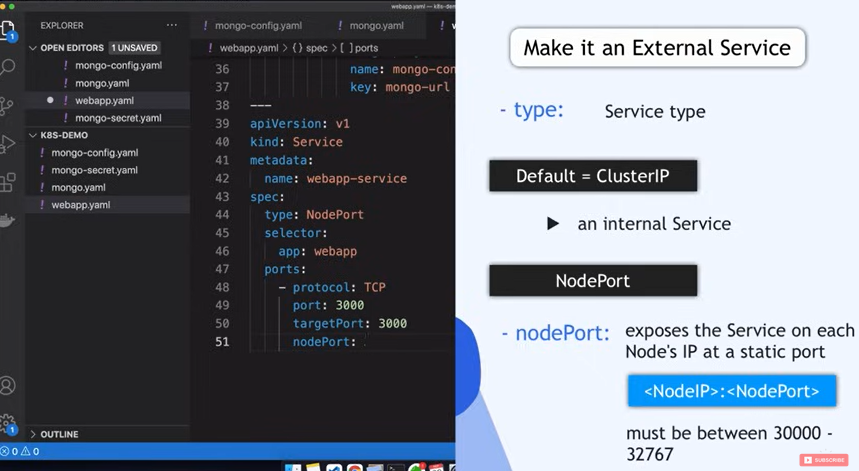 webapp.yaml — k8s-demo
EXPLORER
···
mongo-config.yaml
mongo.yaml
OPEN EDITORS
1 UNSAVED
mongo-config.yaml
mongo.yaml
webapp.yaml
mongo-secret.yaml
K8S-DEMO
mongo-config.yaml
mongo-secret.yaml
mongo.yaml
webapp.yaml
OUTLINE
1
1
0
0
webapp.yaml > {} spec > [ ] ports
36 name: mongo-con
37 key: mongo-url
38 ---
39 apiVersion: v1
40 kind: Service
41 metadata:
42 name: webapp-service
43 spec:
44 type: NodePort
45 selector:
46 app: webapp
47 ports:
48 - protocol: TCP
49 port: 3000
50 targetPort: 3000
51 nodePort:
Make it an External Service
- type: Service type
Default = ClusterIP
▶ an internal Service
NodePort
- nodePort: exposes the Service on each
Node's IP at a static port
<NodeIP>:<NodePort>
must be between 30000 -
32767
SUBSCRIBE